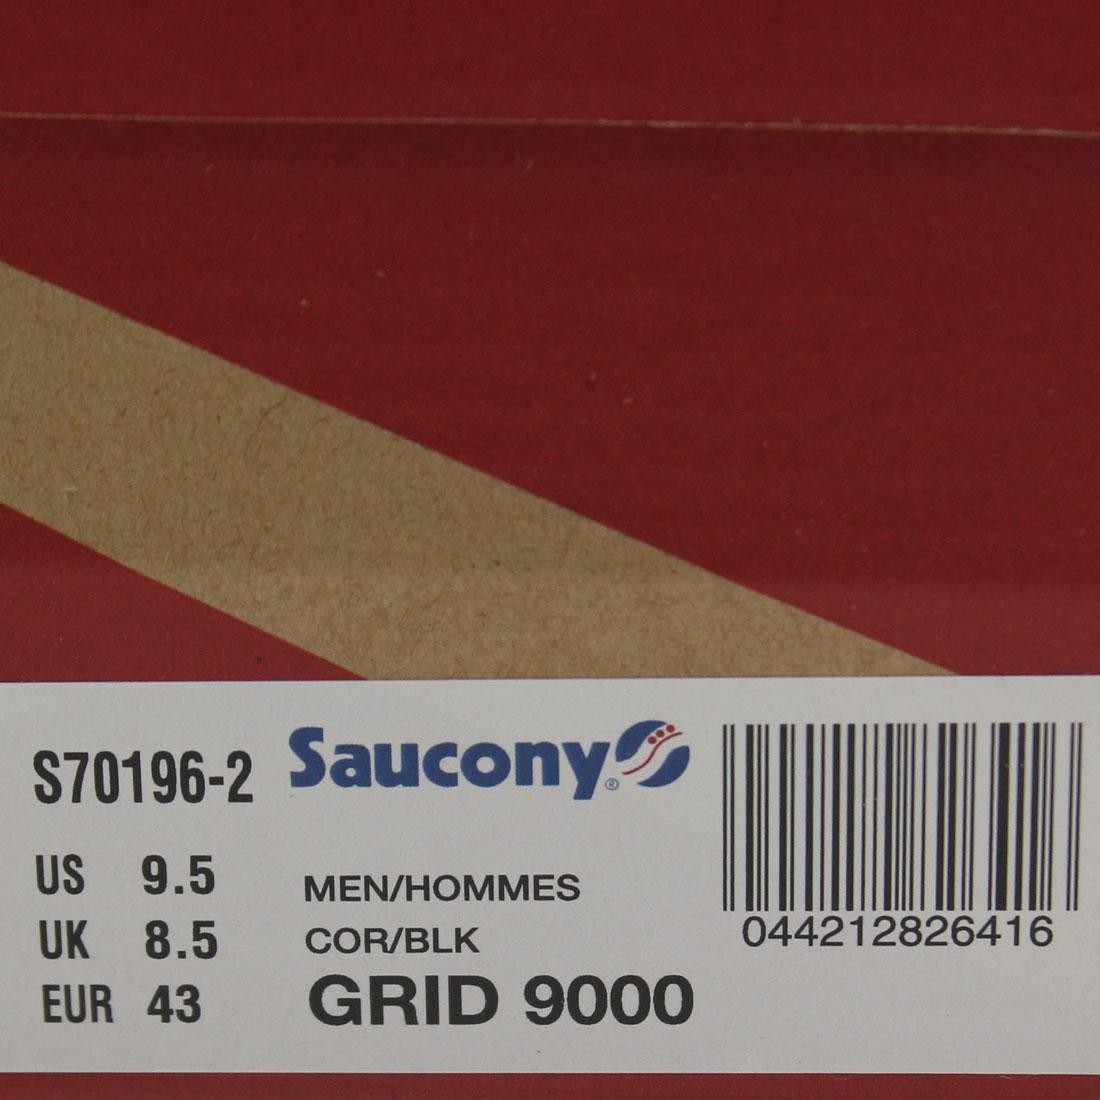 S70196-2
Saucony®
US 9.5
UK 8.5
EUR 43
MEN/HOMMES
COR/BLK
GRID 9000
044212826416